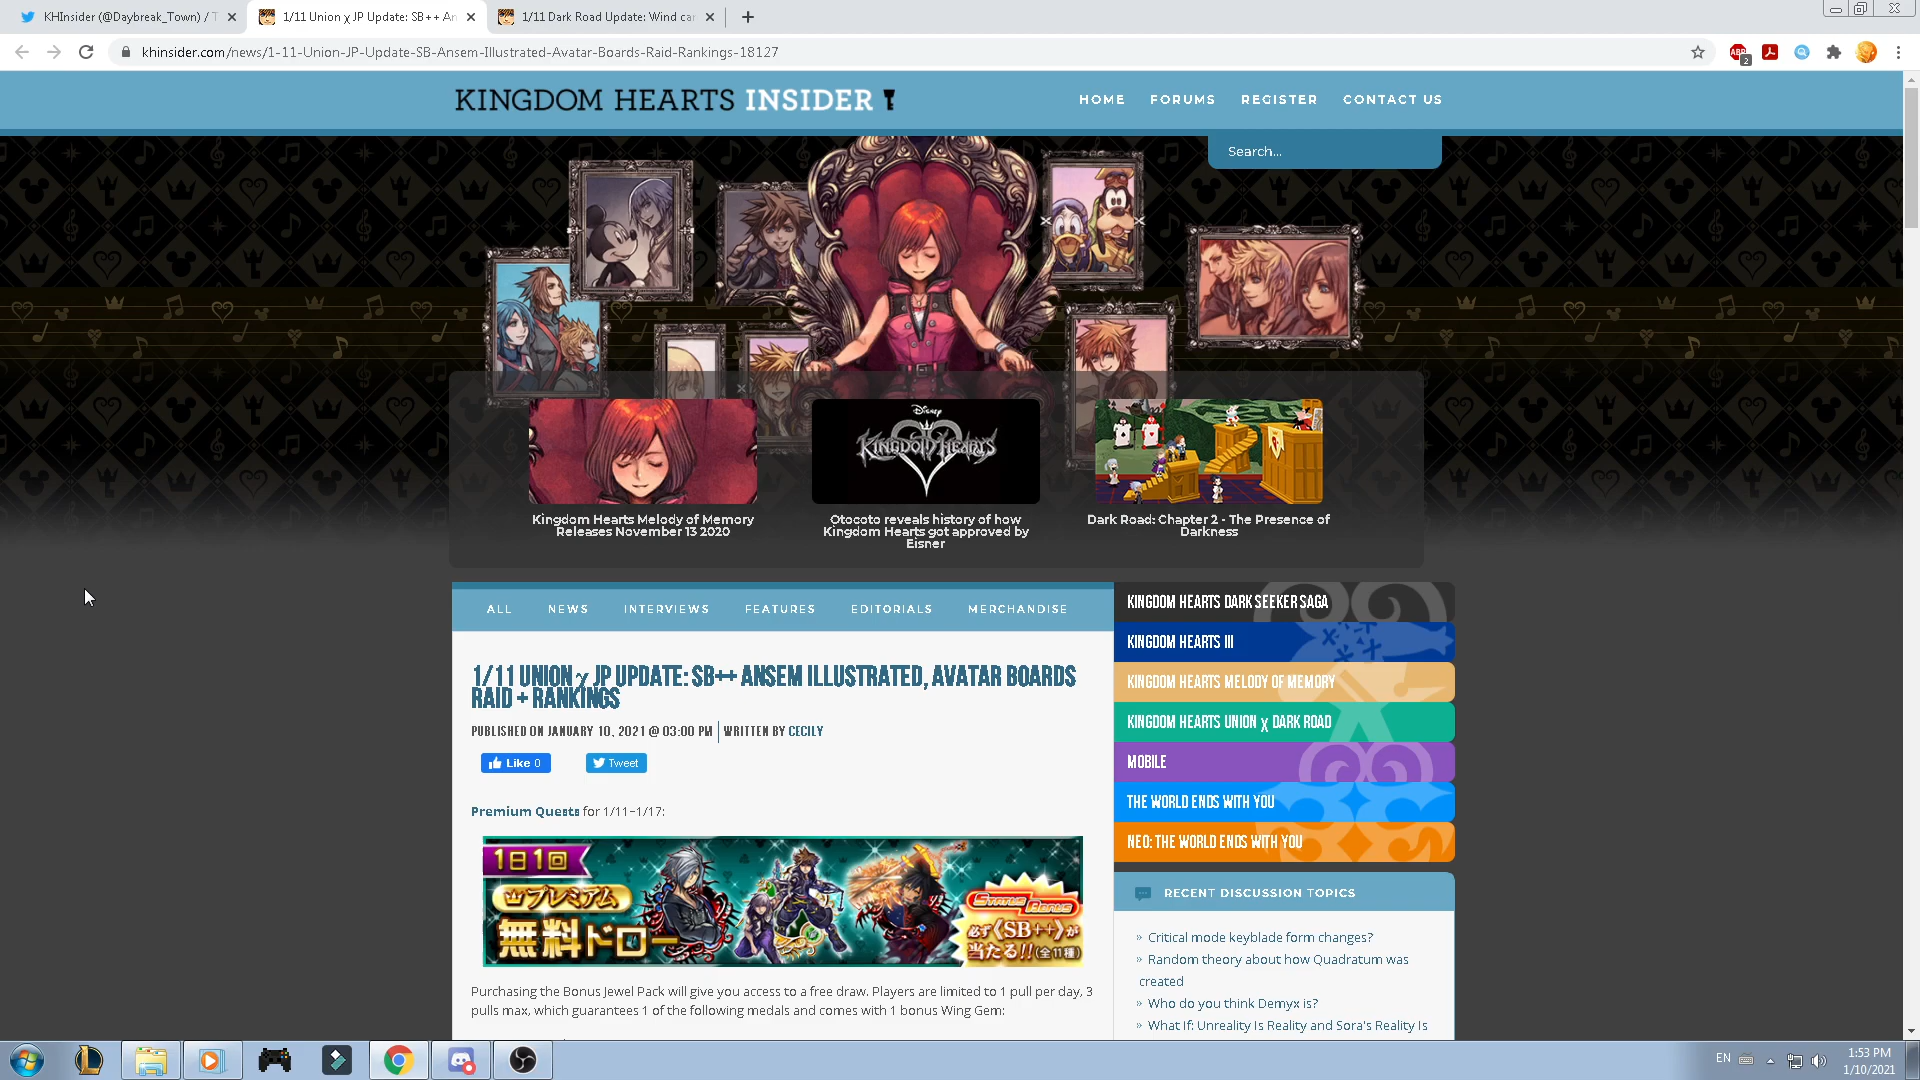 KHInsider (@Daybreak_Town) / T
1/11 Union χ JP Update: SB++ An
1/11 Dark Road Update: Wind car
khinsider.com/news/1-11-Union-JP-Update-SB-Ansem-Illustrated-Avatar-Boards-Raid-Rankings-18127
ABP
2
KINGDOM HEARTS INSIDER
HOME
FORUMS
REGISTER
CONTACT US
Search...
Disney
KINGDOM HEARTS
Kingdom Hearts Melody of Memory
Releases November 13 2020
Otocoto reveals history of how
Kingdom Hearts got approved by
Eisner
Dark Road: Chapter 2 - The Presence of
Darkness
ALL
NEWS
INTERVIEWS
FEATURES
EDITORIALS
MERCHANDISE
1/11 UNION χ JP UPDATE: SB++ ANSEM ILLUSTRATED, AVATAR BOARDS
RAID + RANKINGS
PUBLISHED ON JANUARY 10, 2021 @ 03:00 PM
WRITTEN BY CECILY
Like 0
Tweet
Premium Quests for 1/11~1/17:
1日1回
プレミアム
無料ドロー
STATUS BONUS
必ず《SB++》が
当たる!!(全11種)
Purchasing the Bonus Jewel Pack will give you access to a free draw. Players are limited to 1 pull per day, 3
pulls max, which guarantees 1 of the following medals and comes with 1 bonus Wing Gem:
KINGDOM HEARTS DARK SEEKER SAGA
KINGDOM HEARTS III
KINGDOM HEARTS MELODY OF MEMORY
KINGDOM HEARTS UNION χ DARK ROAD
MOBILE
THE WORLD ENDS WITH YOU
NEO: THE WORLD ENDS WITH YOU
RECENT DISCUSSION TOPICS
» Critical mode keyblade form changes?
» Random theory about how Quadratum was
created
» Who do you think Demyx is?
» What If: Unreality Is Reality and Sora's Reality Is
EN
1:53 PM
1/10/2021